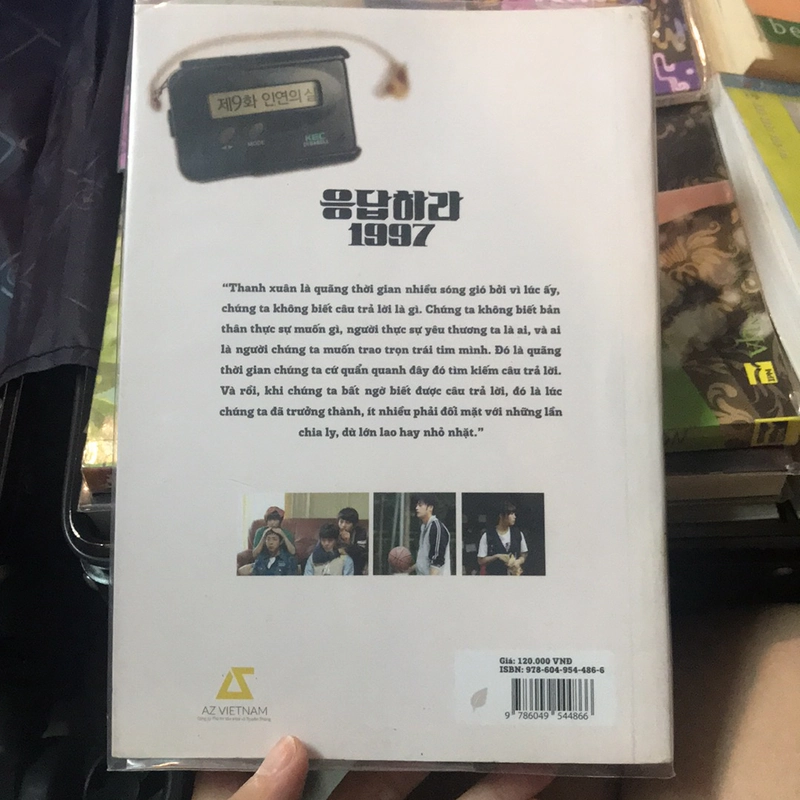 제9화 인연의 실
MODE
응답하라
1997
“Thanh xuân là quãng thời gian nhiều sóng gió bởi vì lúc ấy,
chúng ta không biết câu trả lời là gì. Chúng ta không biết bản
thân thực sự muốn gì, người thực sự yêu thương ta là ai, và ai
là người chúng ta muốn trao trọn trái tim mình. Đó là quãng
thời gian chúng ta cứ quẩn quanh đây đó tìm kiếm câu trả lời.
Và rồi, khi chúng ta bất ngờ biết được câu trả lời, đó là lúc
chúng ta đã trưởng thành, ít nhiều phải đối mặt với những lần
chia ly, dù lớn lao hay nhỏ nhặt.”
Giá: 120.000 VNĐ
ISBN: 978-604-954-486-6
9 786049 544866
AZ VIETNAM